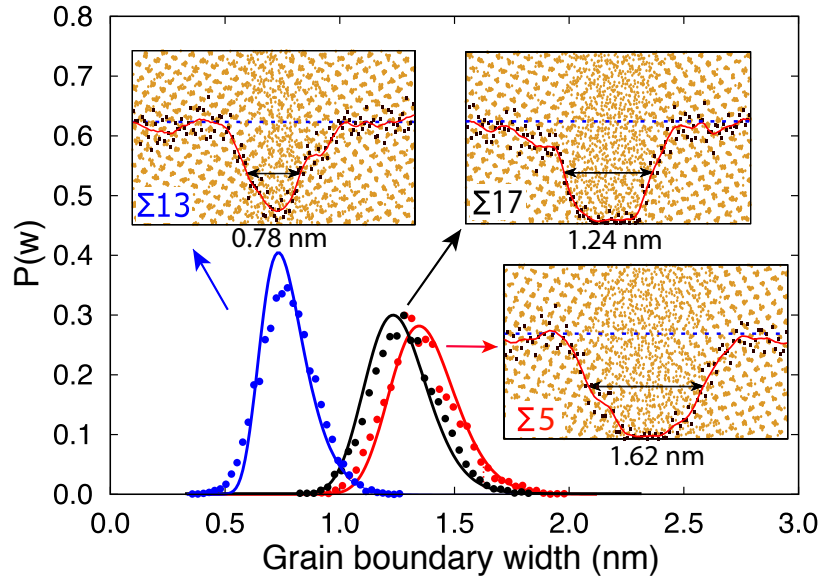 0.8
0.7
0.6
0.5
0.4
0.3
0.2
0.1
0.0
P(w)
Σ13
0.78 nm
Σ17
1.24 nm
Σ5
1.62 nm
0.0 0.5 1.0 1.5 2.0 2.5 3.0
Grain boundary width (nm)